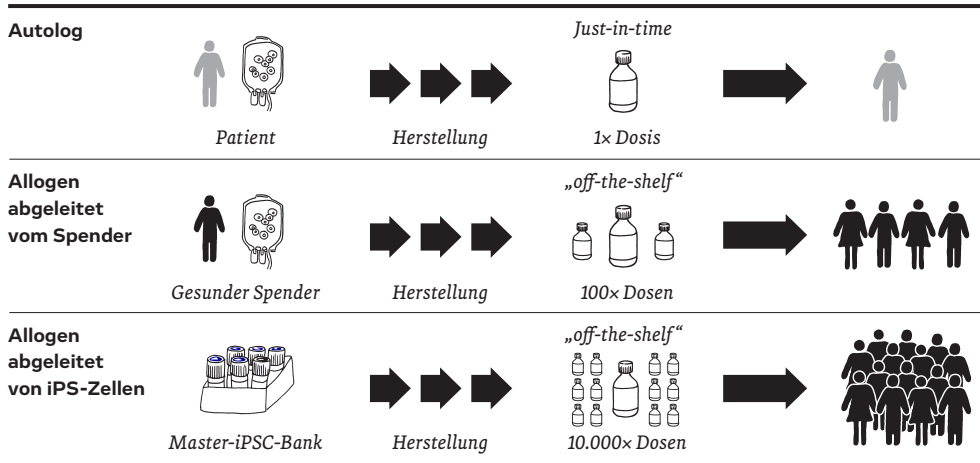 Autolog
Just-in-time
Patient
Herstellung
1× Dosis
Allogen
abgeleitet
vom Spender
„off-the-shelf“
Gesunder Spender
Herstellung
100× Dosen
Allogen
abgeleitet
von iPS-Zellen
„off-the-shelf“
Master-iPSC-Bank
Herstellung
10.000× Dosen